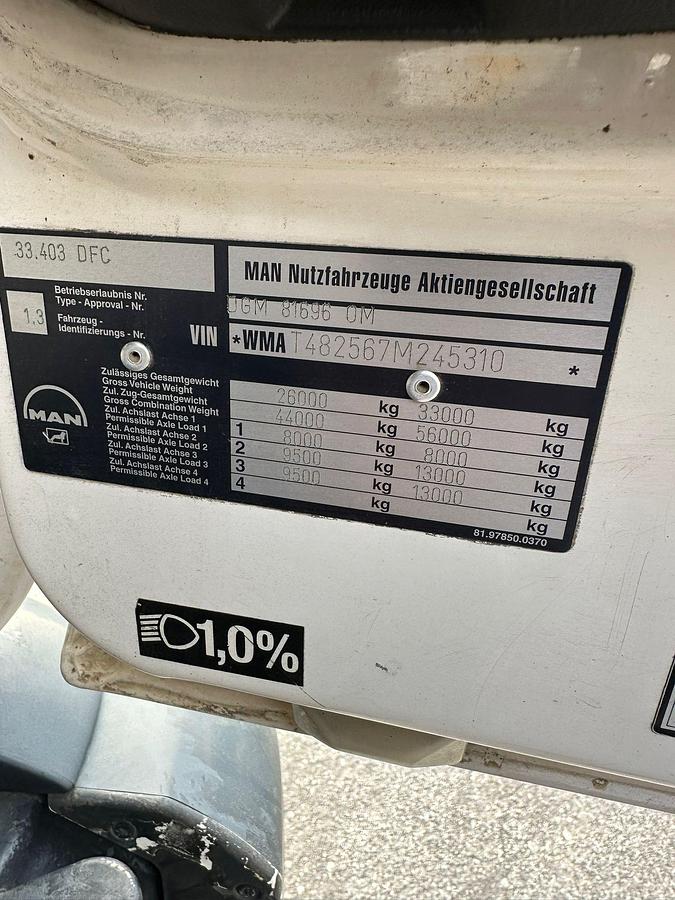 33.403 DFC
MAN Nutzfahrzeuge Aktiengesellschaft
Betriebserlaubnis Nr.
Type - Approval - Nr.
UGM 81696 OM
1,3
Fahrzeug -
Identifizierungs - Nr.
VIN
*WMAT482567M245310 *
MAN
Zulässiges Gesamtgewicht
Gross Vehicle Weight
26000 kg 33000 kg
Zul. Zug-Gesamtgewicht
Gross Combination Weight
44000 kg 56000 kg
Zul. Achslast Achse 1
Permissible Axle Load 1
1 8000 kg 8000 kg
Zul. Achslast Achse 2
Permissible Axle Load 2
2 9500 kg 13000 kg
Zul. Achslast Achse 3
Permissible Axle Load 3
3 9500 kg 13000 kg
Zul. Achslast Achse 4
Permissible Axle Load 4
4 kg kg
81.97850.0370
1,0%